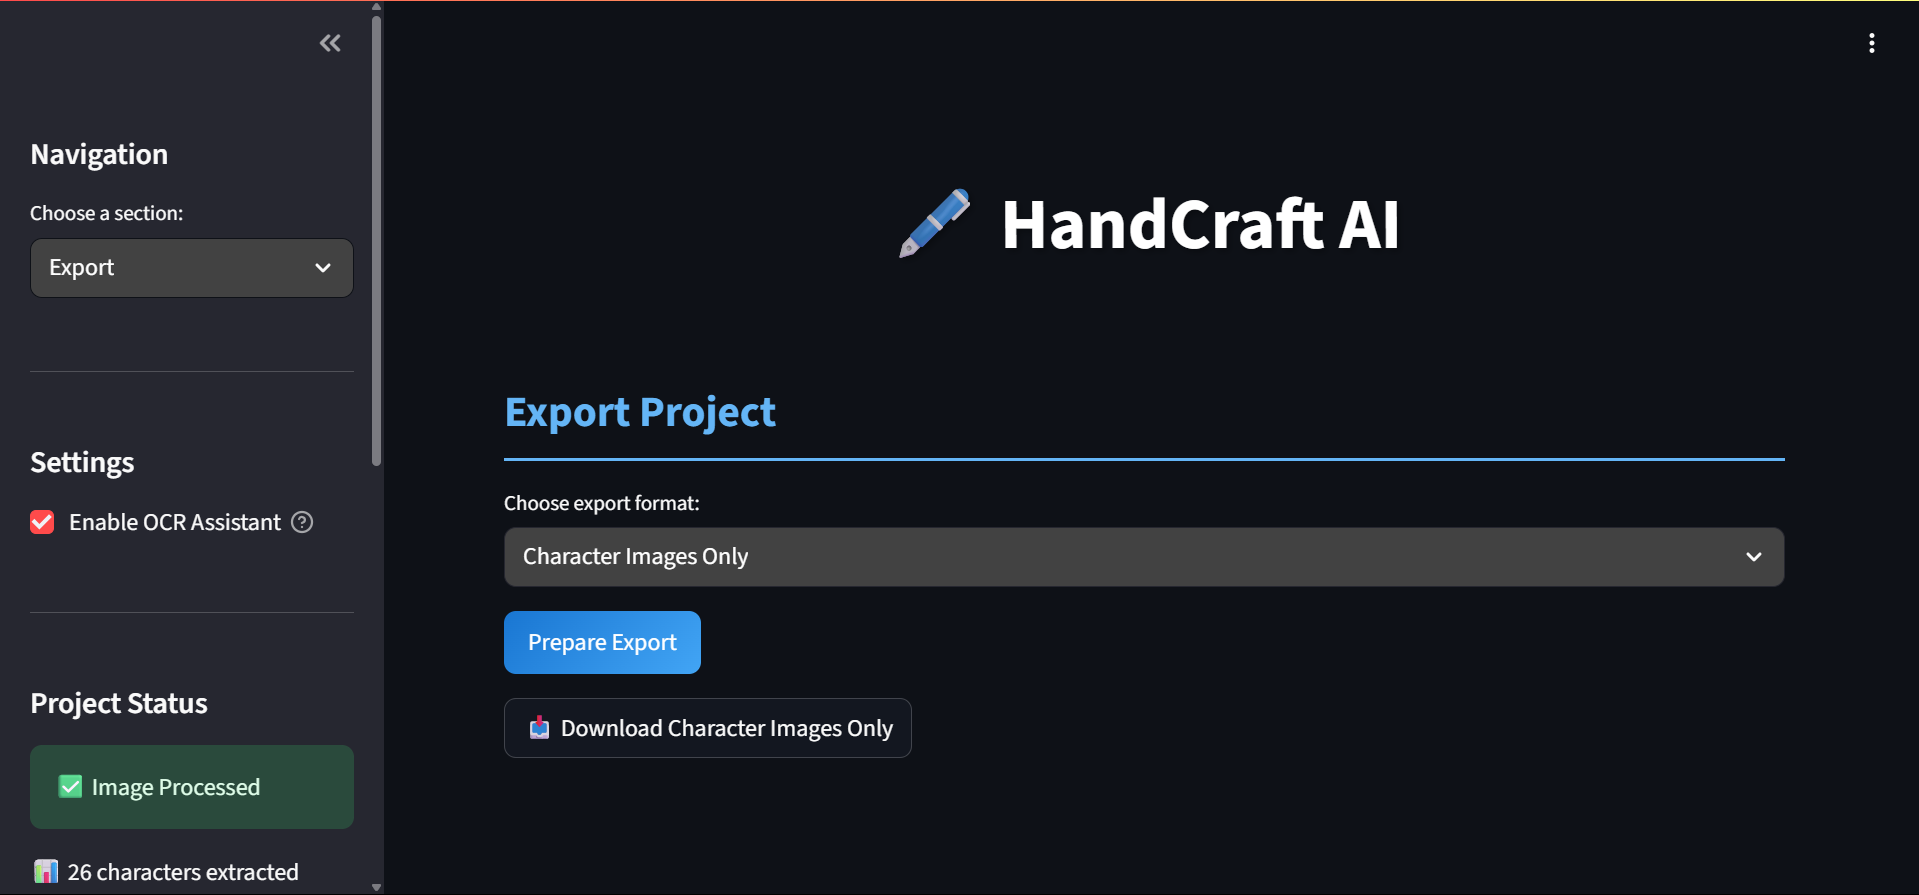 Navigation
Choose a section:
Export
Settings
Enable OCR Assistant
Project Status
Image Processed
26 characters extracted
HandCraft AI
Export Project
Choose export format:
Character Images Only
Prepare Export
Download Character Images Only